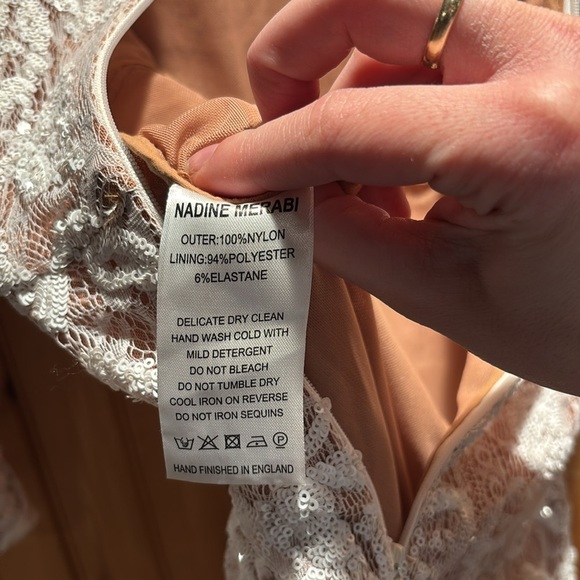 NADINE MERABI
OUTER:100%NYLON
LINING:94%POLYESTER
6%ELASTANE
DELICATE DRY CLEAN
HAND WASH COLD WITH
MILD DETERGENT
DO NOT BLEACH
DO NOT TUMBLE DRY
COOL IRON ON REVERSE
DO NOT IRON SEQUINS
P
HAND FINISHED IN ENGLAND